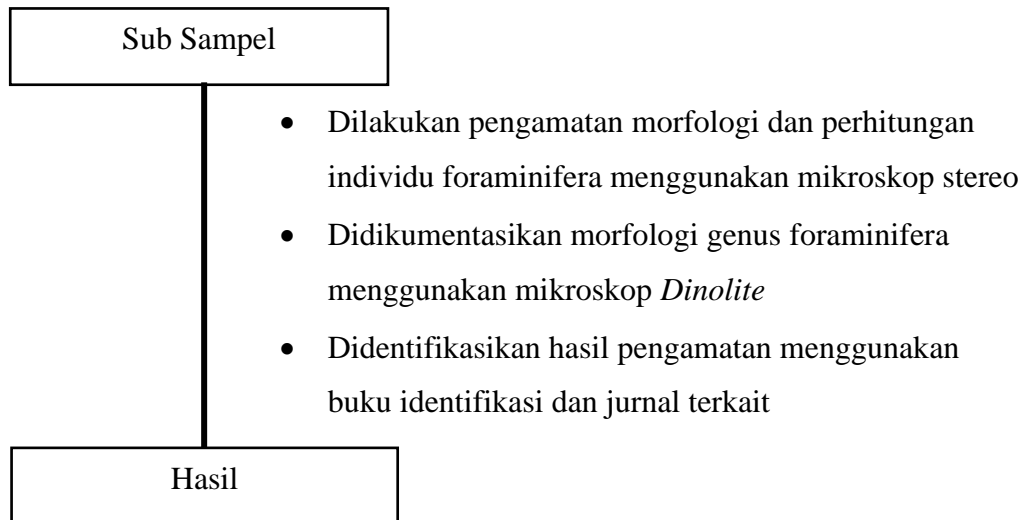 Sub Sampel
• Dilakukan pengamatan morfologi dan perhitungan
individu foraminifera menggunakan mikroskop stereo
• Didikumentasikan morfologi genus foraminifera
menggunakan mikroskop Dinolite
• Didentifikasikan hasil pengamatan menggunakan
buku identifikasi dan jurnal terkait
Hasil